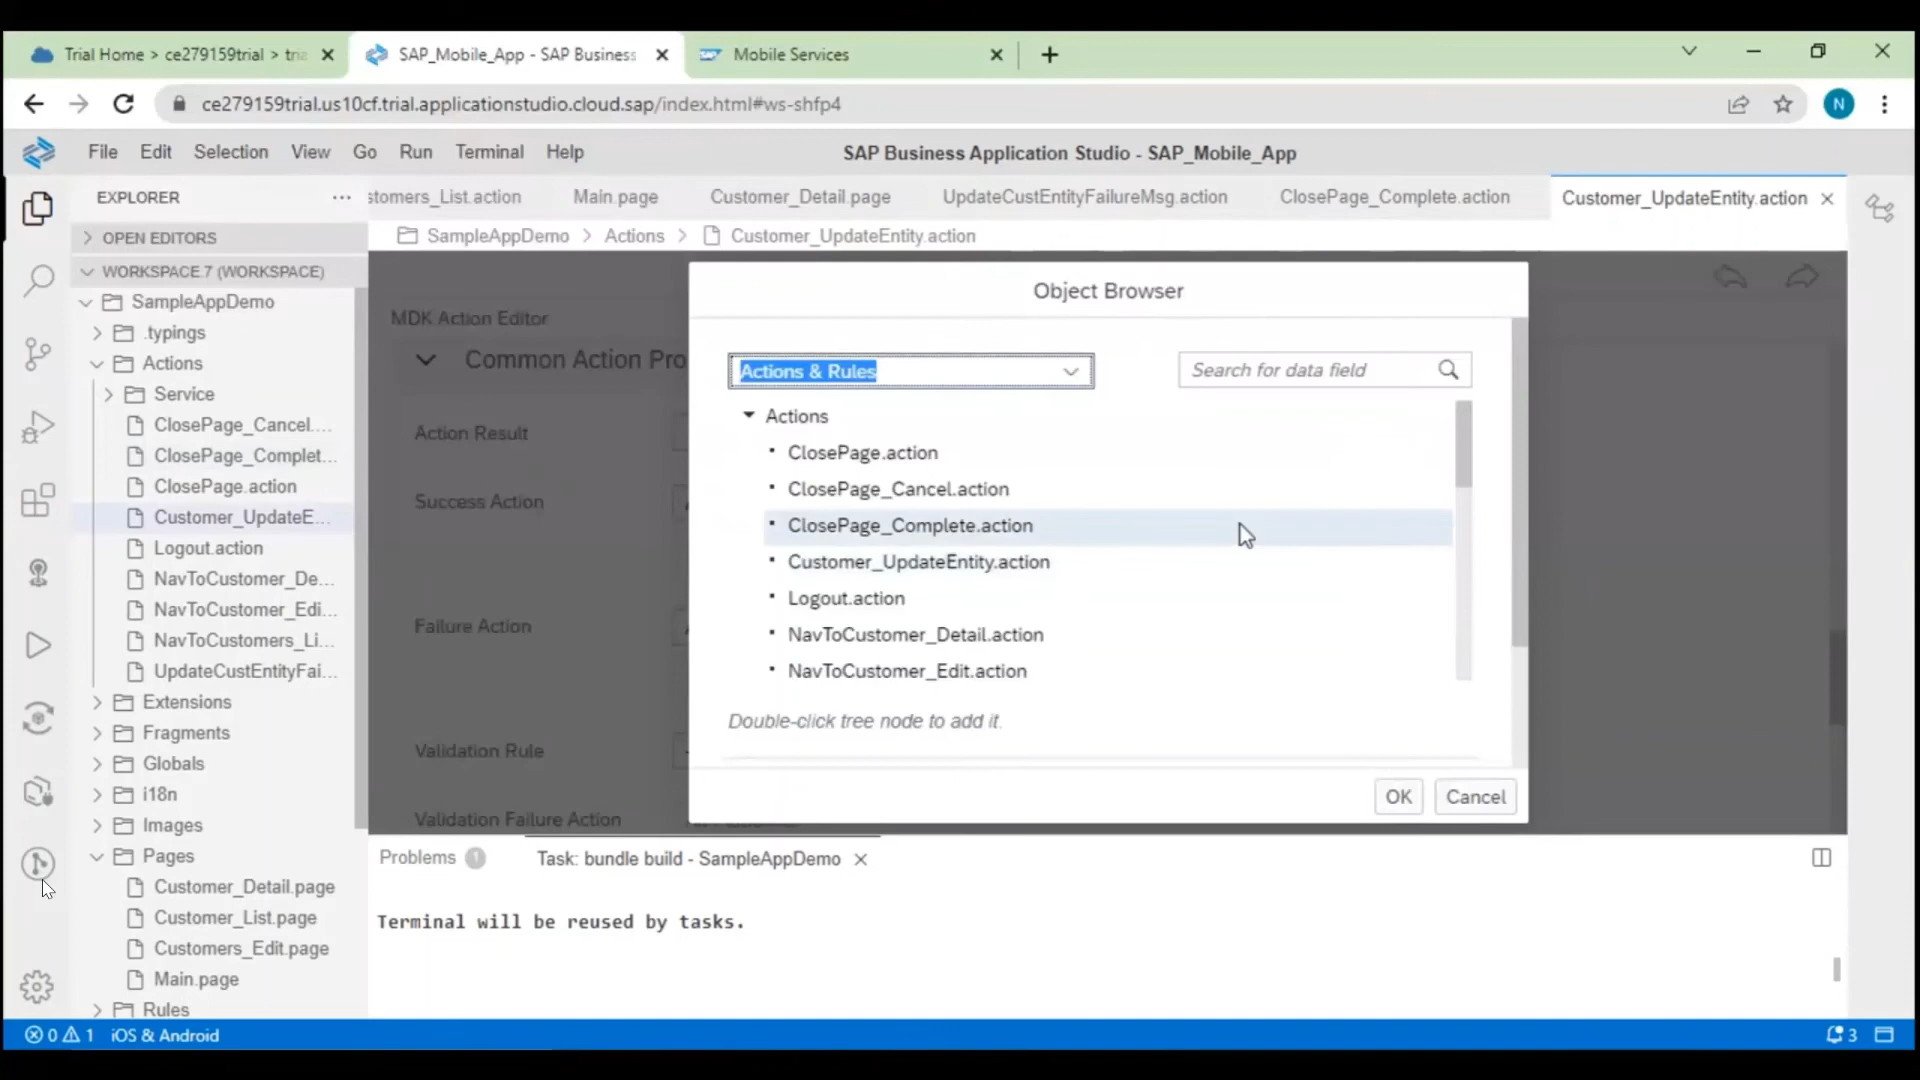 Trial Home > ce279159trial > tria
SAP_Mobile_App - SAP Business
Mobile Services
ce279159trial.us10cf.trial.applicationstudio.cloud.sap/index.html#ws-shfp4
N
File Edit Selection View Go Run Terminal Help
SAP Business Application Studio - SAP_Mobile_App
EXPLORER
stomers_List.action
Main.page
Customer_Detail.page
UpdateCustEntityFailureMsg.action
ClosePage_Complete.action
Customer_UpdateEntity.action
SampleAppDemo > Actions > Customer_UpdateEntity.action
OPEN EDITORS
WORKSPACE.7 (WORKSPACE)
SampleAppDemo
.typings
Actions
Service
ClosePage_Cancel....
ClosePage_Complet...
ClosePage.action
Customer_UpdateE...
Logout.action
NavToCustomer_De...
NavToCustomer_Edi...
NavToCustomers_Li...
UpdateCustEntityFai...
Extensions
Fragments
Globals
i18n
Images
Pages
Customer_Detail.page
Customer_List.page
Customers_Edit.page
Main.page
Rules
MDK Action Editor
Common Action Pro
Action Result
Success Action
Failure Action
Validation Rule
Validation Failure Action
Object Browser
Actions & Rules
Search for data field
Actions
ClosePage.action
ClosePage_Cancel.action
ClosePage_Complete.action
Customer_UpdateEntity.action
Logout.action
NavToCustomer_Detail.action
NavToCustomer_Edit.action
Double-click tree node to add it.
OK
Cancel
Problems 1
Task: bundle build - SampleAppDemo
Terminal will be reused by tasks.
0 1 iOS & Android
3